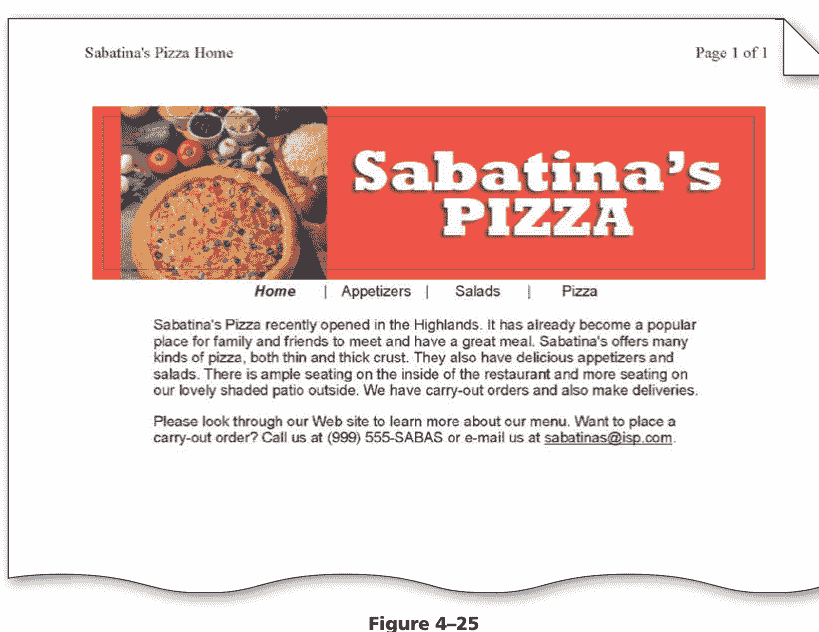 Sabatina's Pizza Home
Page 1 of 1
Sabatina's
PIZZA
Home | Appetizers | Salads | Pizza
Sabatina's Pizza recently opened in the Highlands. It has already become a popular
place for family and friends to meet and have a great meal. Sabatina's offers many
kinds of pizza, both thin and thick crust. They also have delicious appetizers and
salads. There is ample seating on the inside of the restaurant and more seating on
our lovely shaded patio outside. We have carry-out orders and also make deliveries.
Please look through our Web site to learn more about our menu. Want to place a
carry-out order? Call us at (999) 555-SABAS or e-mail us at sabatinas@isp.com.
Figure 4–25